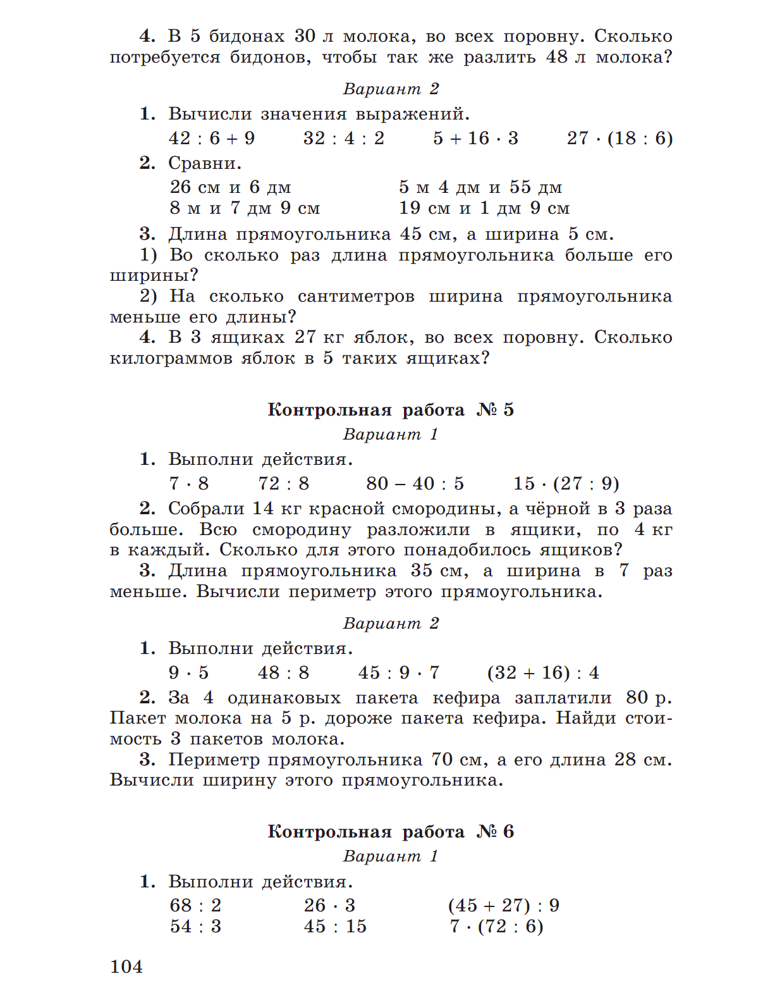 4. В 5 бидонах 30 л молока, во всех поровну. Сколько
потребуется бидонов, чтобы так же разлить 48 л молока?
Вариант 2
1. Вычисли значения выражений.
42 : 6 + 9 32 : 4 : 2 5 + 16 · 3 27 · (18 : 6)
2. Сравни.
26 см и 6 дм 5 м 4 дм и 55 дм
8 м и 7 дм 9 см 19 см и 1 дм 9 см
3. Длина прямоугольника 45 см, а ширина 5 см.
1) Во сколько раз длина прямоугольника больше его
ширины?
2) На сколько сантиметров ширина прямоугольника
меньше его длины?
4. В 3 ящиках 27 кг яблок, во всех поровну. Сколько
килограммов яблок в 5 таких ящиках?
Контрольная работа № 5
Вариант 1
1. Выполни действия.
7 · 8 72 : 8 80 − 40 : 5 15 · (27 : 9)
2. Собрали 14 кг красной смородины, а чёрной в 3 раза
больше. Всю смородину разложили в ящики, по 4 кг
в каждый. Сколько для этого понадобилось ящиков?
3. Длина прямоугольника 35 см, а ширина в 7 раз
меньше. Вычисли периметр этого прямоугольника.
Вариант 2
1. Выполни действия.
9 · 5 48 : 8 45 : 9 · 7 (32 + 16) : 4
2. За 4 одинаковых пакета кефира заплатили 80 р.
Пакет молока на 5 р. дороже пакета кефира. Найди стои-
мость 3 пакетов молока.
3. Периметр прямоугольника 70 см, а его длина 28 см.
Вычисли ширину этого прямоугольника.
Контрольная работа № 6
Вариант 1
1. Выполни действия.
68 : 2 26 · 3 (45 + 27) : 9
54 : 3 45 : 15 7 · (72 : 6)
104